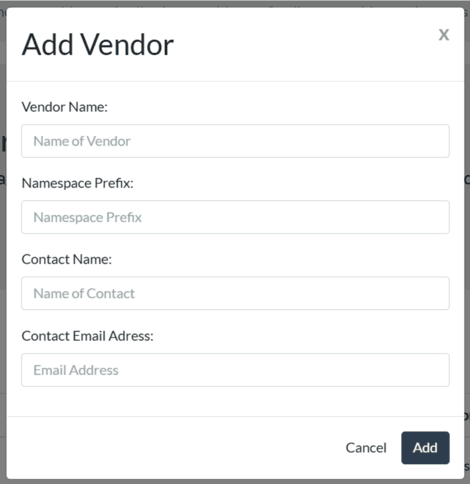 Add Vendor
X
Vendor Name:
Name of Vendor
Namespace Prefix:
Namespace Prefix
Contact Name:
Name of Contact
Contact Email Adress:
Email Address
Cancel
Add